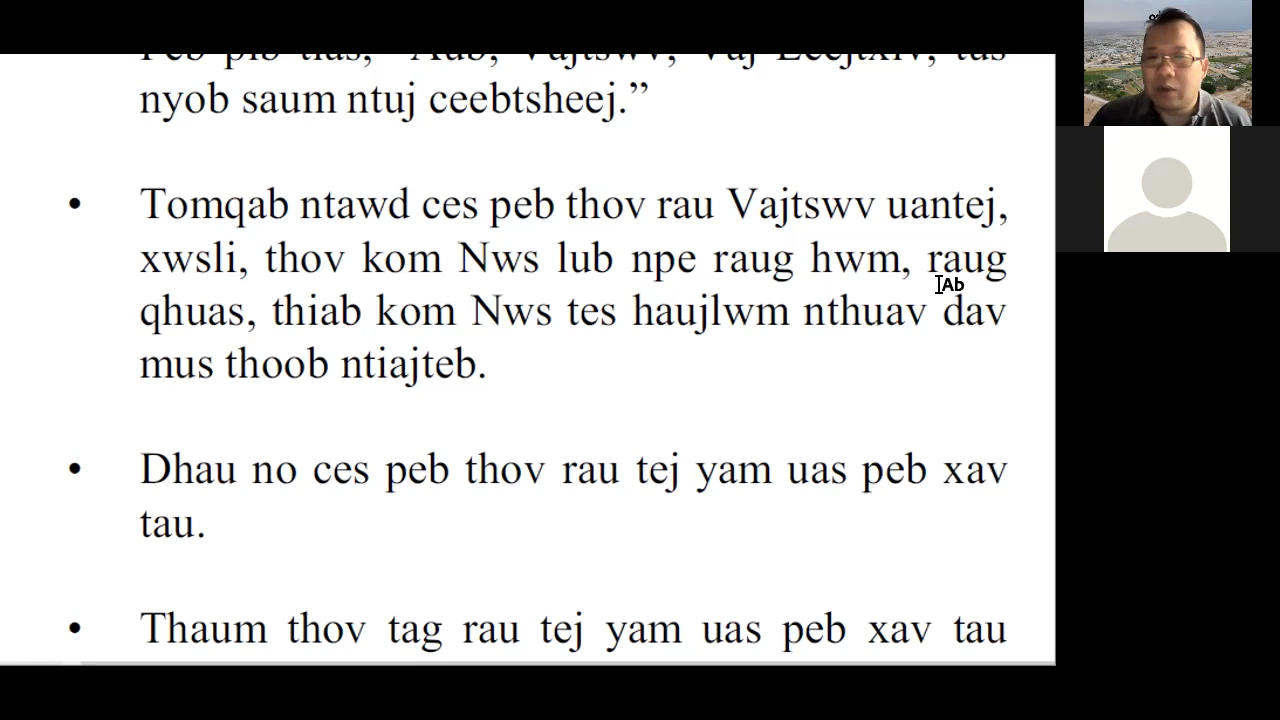 nyob saum ntuj ceebtsheej.”
• Tomqab ntawd ces peb thov rau Vajtswv uantej,
xwsli, thov kom Nws lub npe raug hwm, raug
qhuas, thiab kom Nws tes haujlwm nthuav dav
mus thoob ntiajteb.
• Dhau no ces peb thov rau tej yam uas peb xav
tau.
• Thaum thov tag rau tej yam uas peb xav tau
Ab